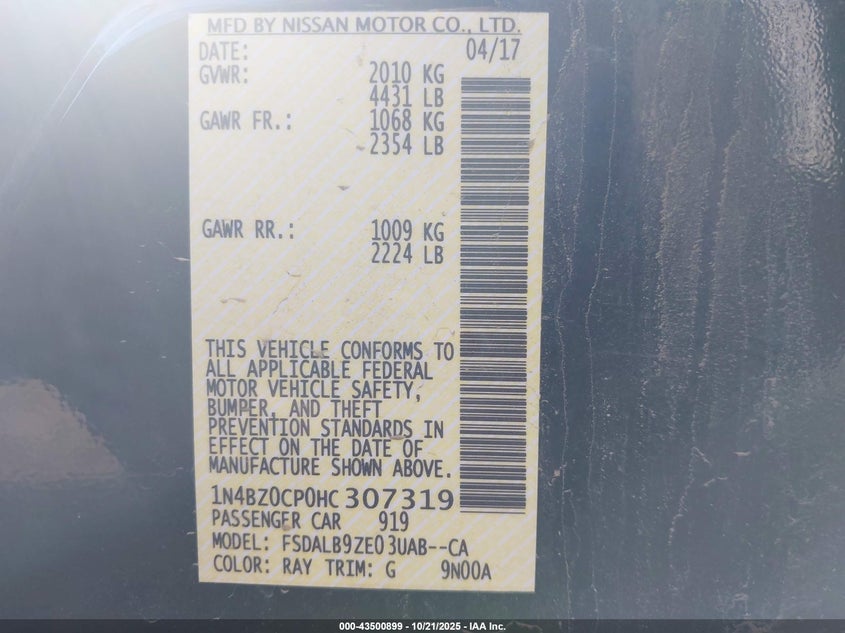 MFD BY NISSAN MOTOR CO., LTD.
DATE: 04/17
GVWR: 2010 KG
4431 LB
GAWR FR.: 1068 KG
2354 LB
GAWR RR.: 1009 KG
2224 LB
THIS VEHICLE CONFORMS TO
ALL APPLICABLE FEDERAL
MOTOR VEHICLE SAFETY,
BUMPER, AND THEFT
PREVENTION STANDARDS IN
EFFECT ON THE DATE OF
MANUFACTURE SHOWN ABOVE.
1N4BZ0CP0HC 307319
PASSENGER CAR 919
MODEL: FSDALB9ZE03UAB--CA
COLOR: RAY TRIM: G 9N00A
000-43500899 - 10/21/2025 - IAA Inc.